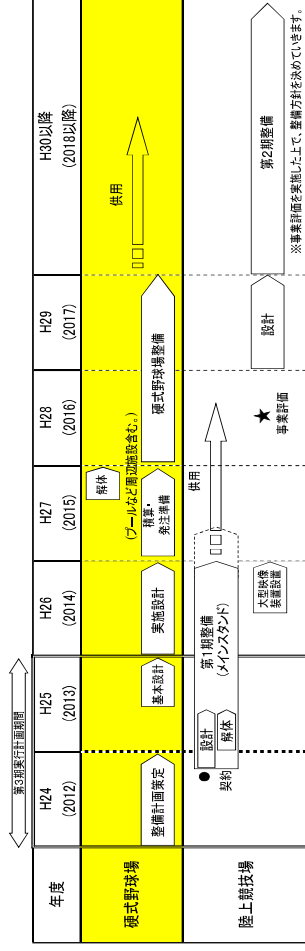 第3期実行計画期間
年度
H24
(2012)
H25
(2013)
H26
(2014)
H27
(2015)
H28
(2016)
H29
(2017)
H30以降
(2018以降)
硬式野球場
整備計画策定
基本設計
実施設計
解体
(プールなど周辺施設含む。)
積算・
発注準備
硬式野球場整備
供用
陸上競技場
契約
設計
解体
第1期整備
(メインスタンド)
供用
大型映像
装置設置
事業評価
設計
第2期整備
※事業評価を実施した上で、整備方針を決めていきます。